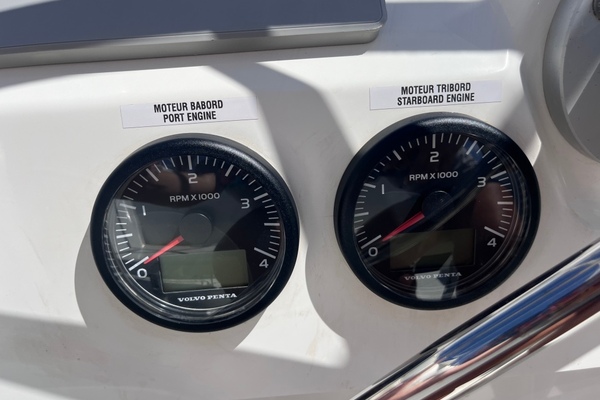 MOTEUR BABORD
PORT ENGINE
2
RPM X 1000
1
3
0
4
VOLVO PENTA
MOTEUR TRIBORD
STARBOARD ENGINE
2
RPM X 1000
1
3
0
4
VOLVO PENTA